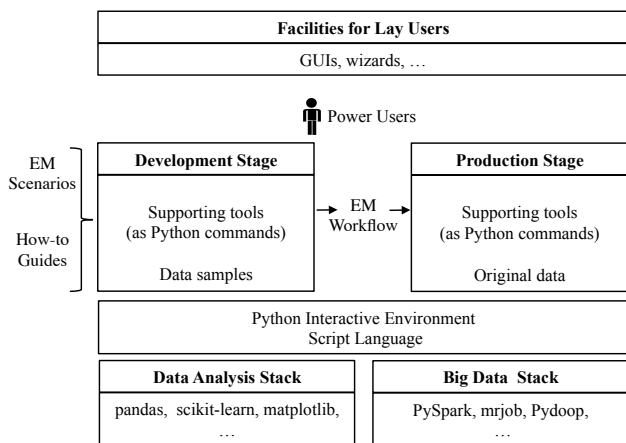 Facilities for Lay Users
GUIs, wizards, …
Power Users
EM
Scenarios
How-to
Guides
Development Stage
Supporting tools
(as Python commands)
Data samples
EM
Workflow
Production Stage
Supporting tools
(as Python commands)
Original data
Python Interactive Environment
Script Language
Data Analysis Stack
pandas, scikit-learn, matplotlib,
…
Big Data Stack
PySpark, mrjob, Pydoop,
…